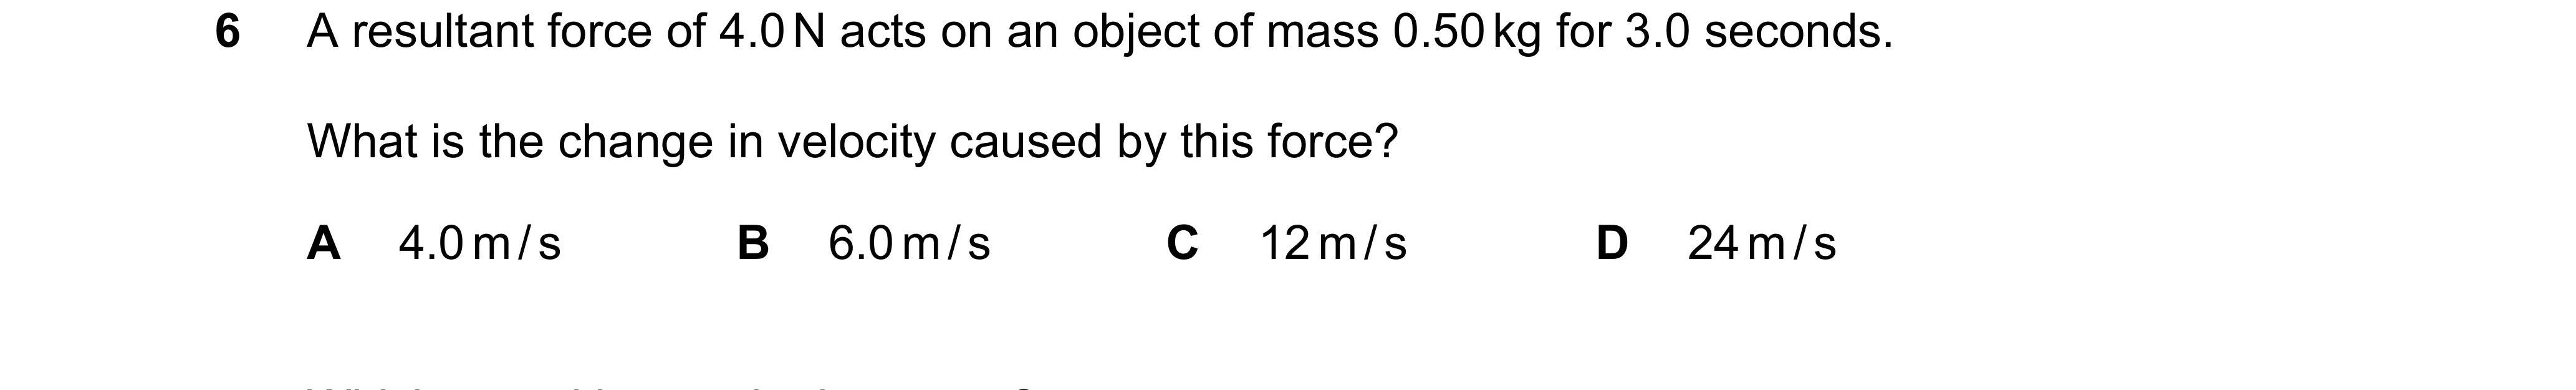 6 A resultant force of 4.0 N acts on an object of mass 0.50 kg for 3.0 seconds.
What is the change in velocity caused by this force?
A 4.0 m / s B 6.0 m / s C 12 m / s D 24 m / s